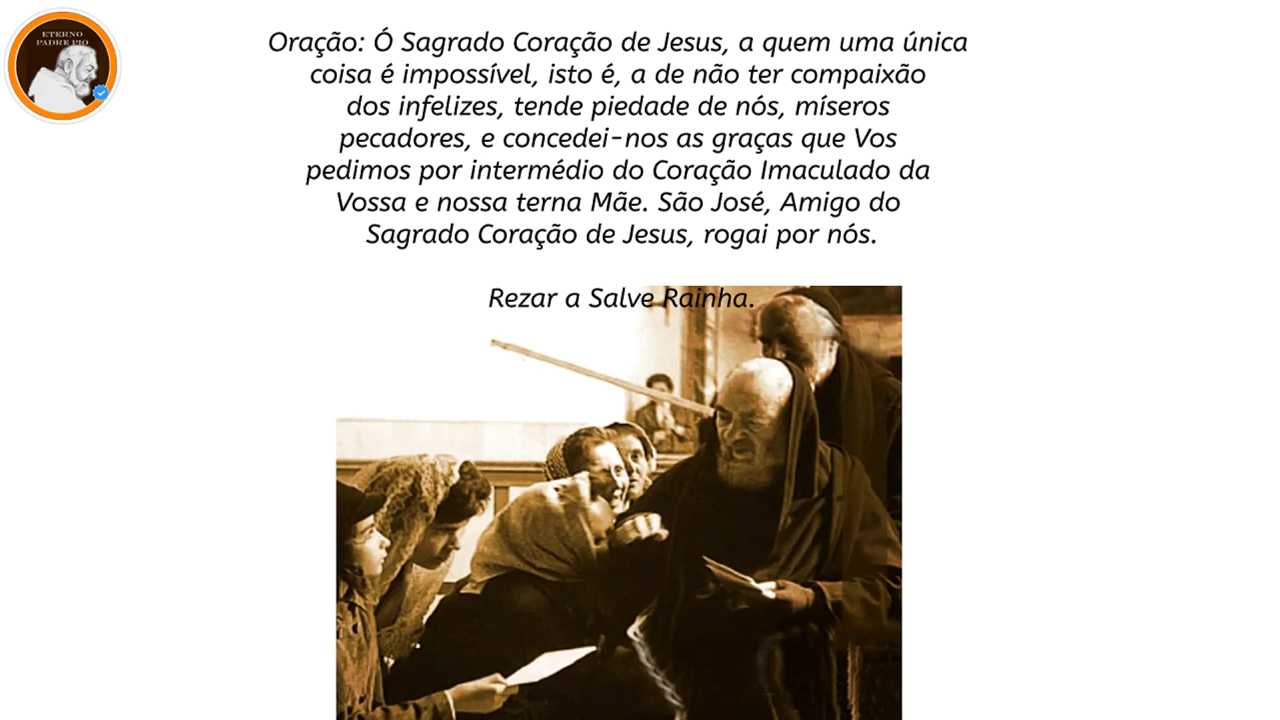 ETERNO
PADRE PIO
Oração: Ó Sagrado Coração de Jesus, a quem uma única
coisa é impossível, isto é, a de não ter compaixão
dos infelizes, tende piedade de nós, míseros
pecadores, e concedei-nos as graças que Vos
pedimos por intermédio do Coração Imaculado da
Vossa e nossa terna Mãe. São José, Amigo do
Sagrado Coração de Jesus, rogai por nós.
Rezar a Salve Rainha.